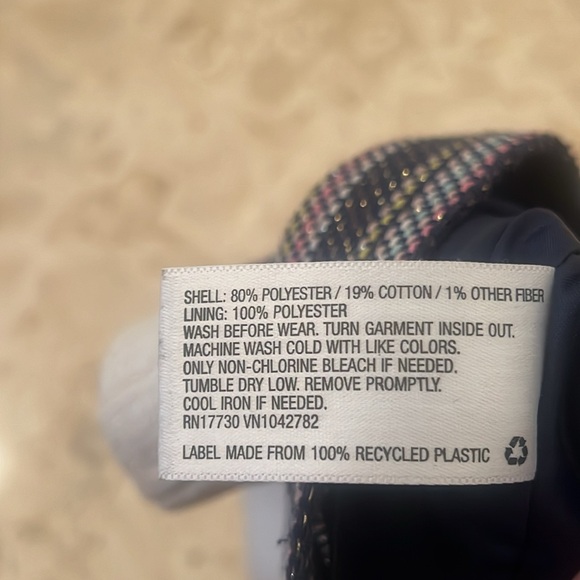 SHELL: 80% POLYESTER / 19% COTTON / 1% OTHER FIBER
LINING: 100% POLYESTER
WASH BEFORE WEAR. TURN GARMENT INSIDE OUT.
MACHINE WASH COLD WITH LIKE COLORS.
ONLY NON-CHLORINE BLEACH IF NEEDED.
TUMBLE DRY LOW. REMOVE PROMPTLY.
COOL IRON IF NEEDED.
RN17730 VN1042782
LABEL MADE FROM 100% RECYCLED PLASTIC